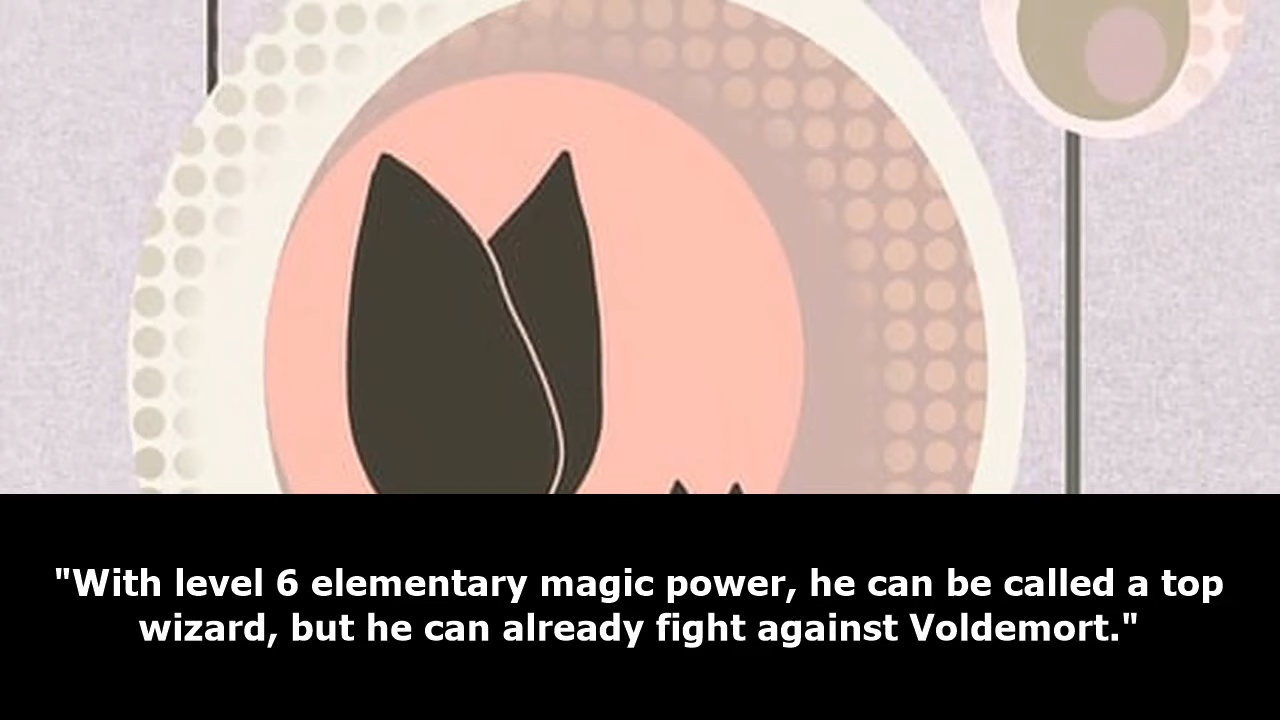 "With level 6 elementary magic power, he can be called a top
wizard, but he can already fight against Voldemort."